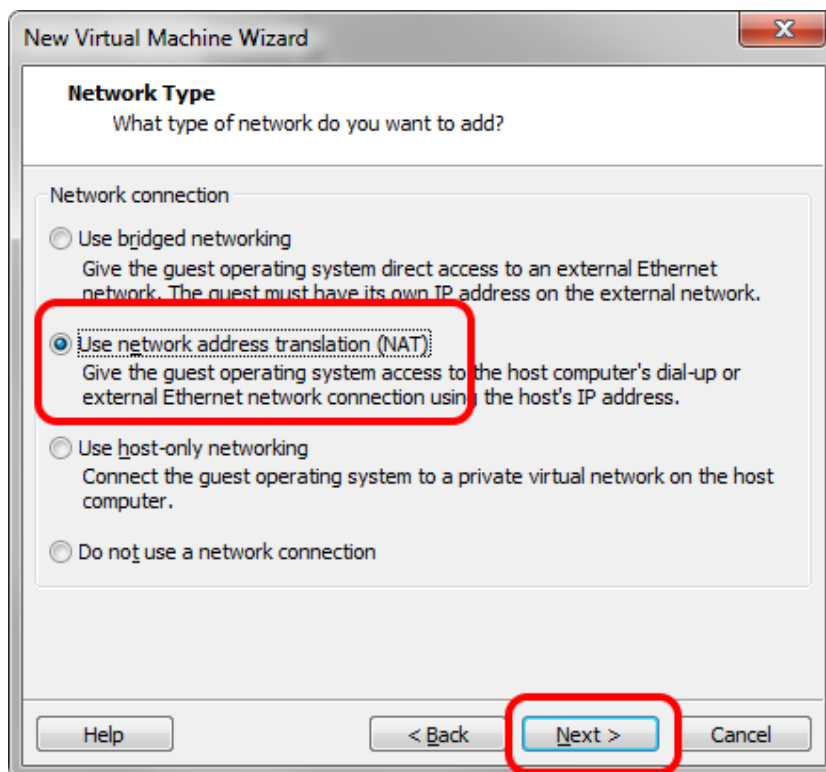 New Virtual Machine Wizard
Network Type
What type of network do you want to add?
Network connection
Use bridged networking
Give the guest operating system direct access to an external Ethernet
network. The guest must have its own IP address on the external network.
Use network address translation (NAT)
Give the guest operating system access to the host computer's dial-up or
external Ethernet network connection using the host's IP address.
Use host-only networking
Connect the guest operating system to a private virtual network on the host
computer.
Do not use a network connection
Help < Back Next > Cancel